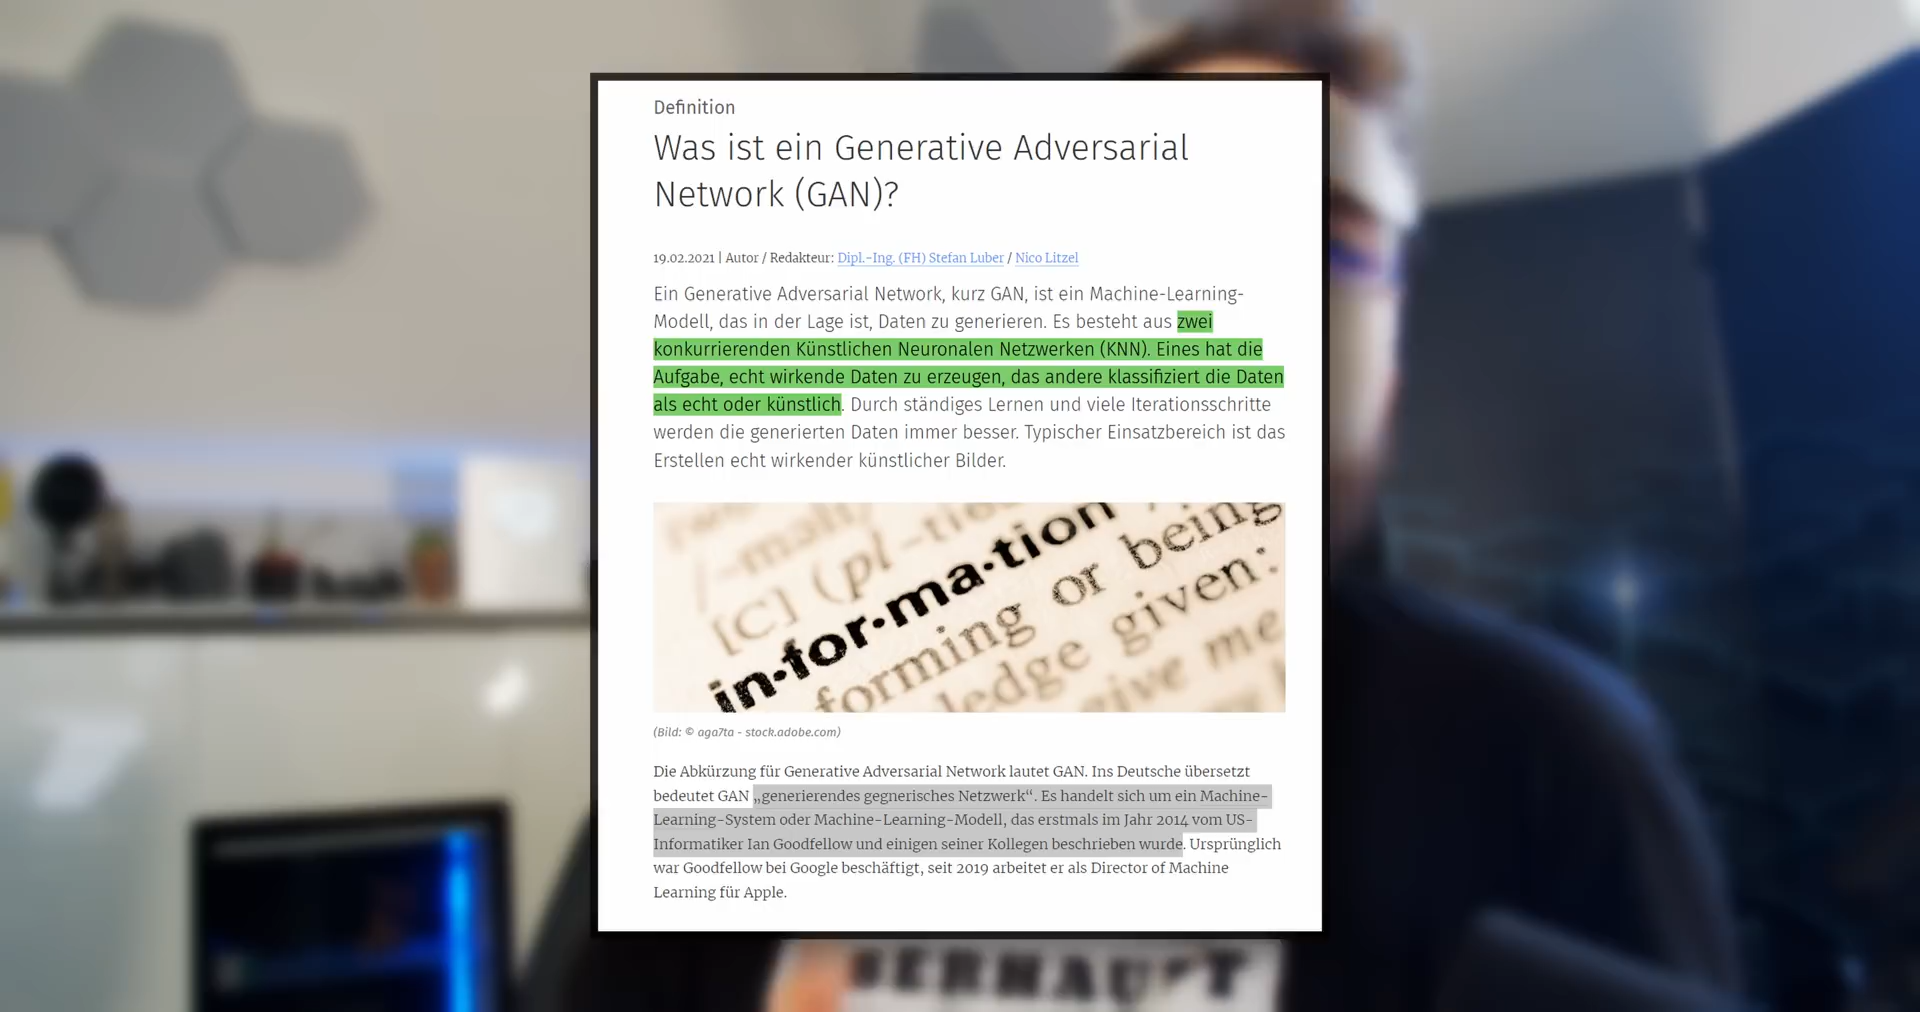 Definition
Was ist ein Generative Adversarial
Network (GAN)?
19.02.2021 | Autor / Redakteur: Dipl.-Ing. (FH) Stefan Luber / Nico Litzel
Ein Generative Adversarial Network, kurz GAN, ist ein Machine-Learning-
Modell, das in der Lage ist, Daten zu generieren. Es besteht aus zwei
konkurrierenden Künstlichen Neuronalen Netzwerken (KNN). Eines hat die
Aufgabe, echt wirkende Daten zu erzeugen, das andere klassifiziert die Daten
als echt oder künstlich. Durch ständiges Lernen und viele Iterationsschritte
werden die generierten Daten immer besser. Typischer Einsatzbereich ist das
Erstellen echt wirkender künstlicher Bilder.
/-mah/
[C] (pl -tie
in·for·ma·tion
forming or being
ledge given:
give me
(Bild: © aga7ta - stock.adobe.com)
Die Abkürzung für Generative Adversarial Network lautet GAN. Ins Deutsche übersetzt
bedeutet GAN „generierendes gegnerisches Netzwerk“. Es handelt sich um ein Machine-
Learning-System oder Machine-Learning-Modell, das erstmals im Jahr 2014 vom US-
Informatiker Ian Goodfellow und einigen seiner Kollegen beschrieben wurde. Ursprünglich
war Goodfellow bei Google beschäftigt, seit 2019 arbeitet er als Director of Machine
Learning für Apple.